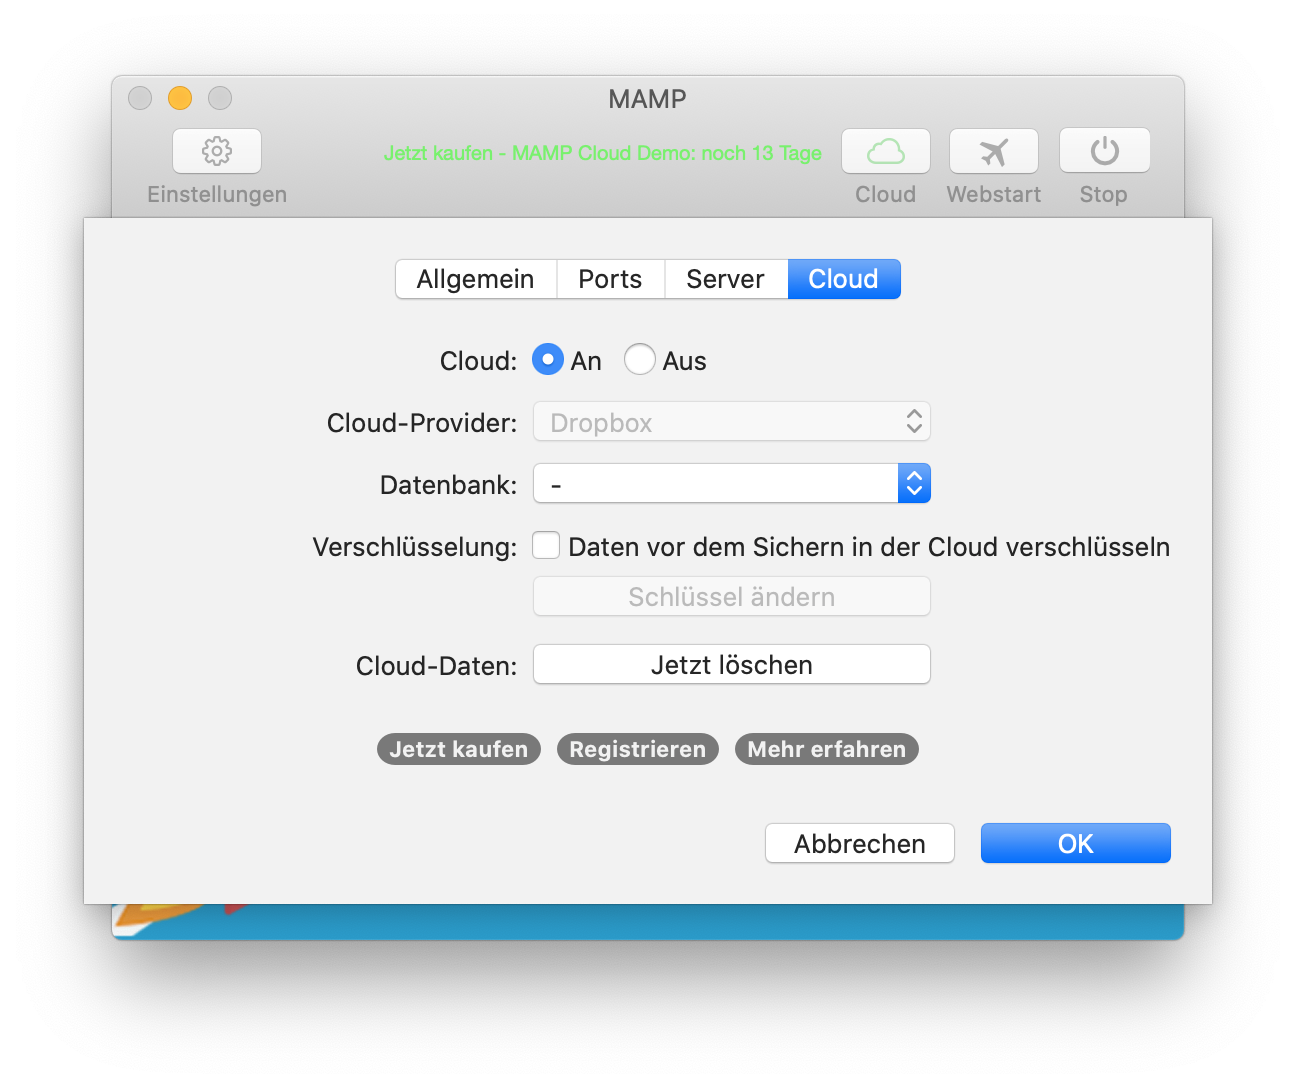 MAMP
Jetzt kaufen - MAMP Cloud Demo: noch 13 Tage
Einstellungen
Cloud
Webstart
Stop
Allgemein
Ports
Server
Cloud
Cloud: An Aus
Cloud-Provider: Dropbox
Datenbank: -
Verschlüsselung: Daten vor dem Sichern in der Cloud verschlüsseln
Schlüssel ändern
Cloud-Daten: Jetzt löschen
Jetzt kaufen
Registrieren
Mehr erfahren
Abbrechen
OK